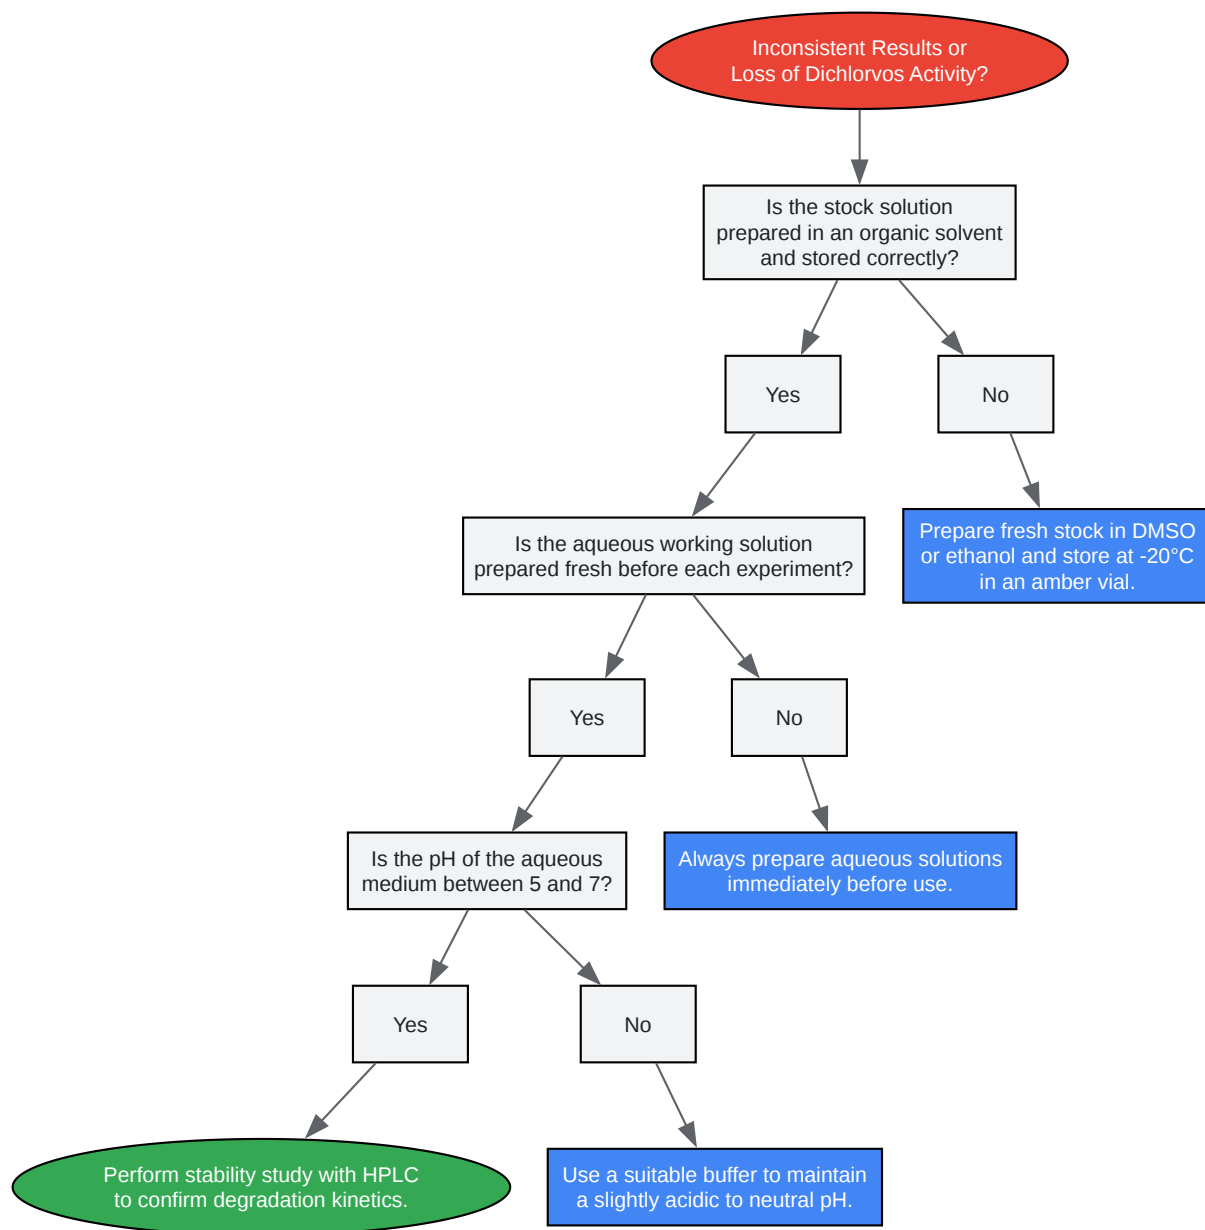 Inconsistent Results or
Loss of Dichlorvos Activity?
Is the stock solution
prepared in an organic solvent
and stored correctly?
Yes
No
Prepare fresh stock in DMSO
or ethanol and store at -20°C
in an amber vial.
Is the aqueous working solution
prepared fresh before each experiment?
Yes
No
Always prepare aqueous solutions
immediately before use.
Is the pH of the aqueous
medium between 5 and 7?
Yes
No
Perform stability study with HPLC
to confirm degradation kinetics.
Use a suitable buffer to maintain
a slightly acidic to neutral pH.